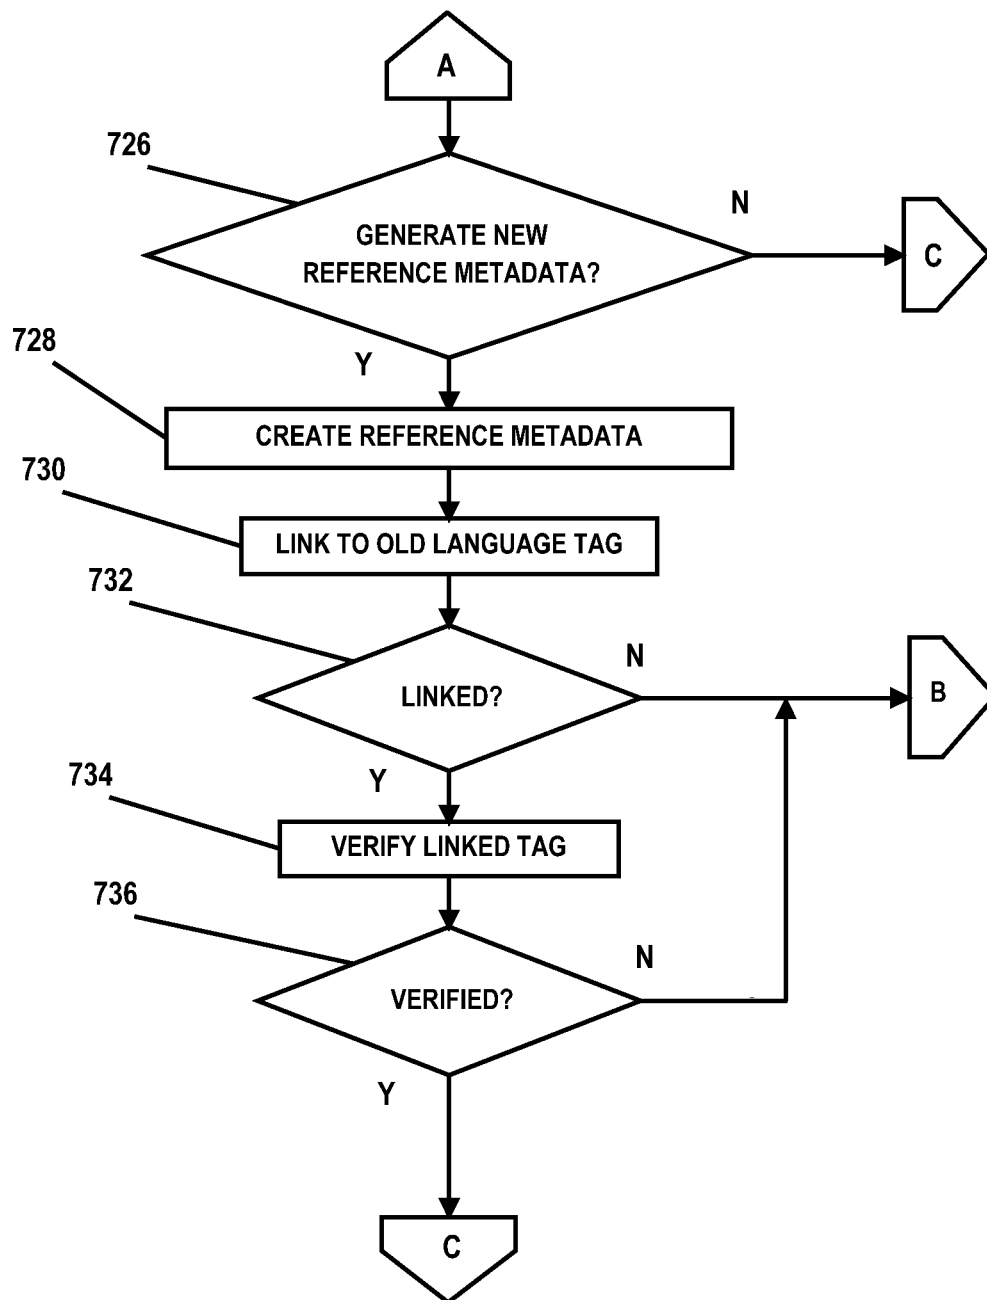 A
726
N
GENERATE NEW
REFERENCE METADATA?
C
728
Y
CREATE REFERENCE METADATA
730
LINK TO OLD LANGUAGE TAG
732
N
LINKED?
B
734
Y
VERIFY LINKED TAG
736
N
VERIFIED?
Y
C